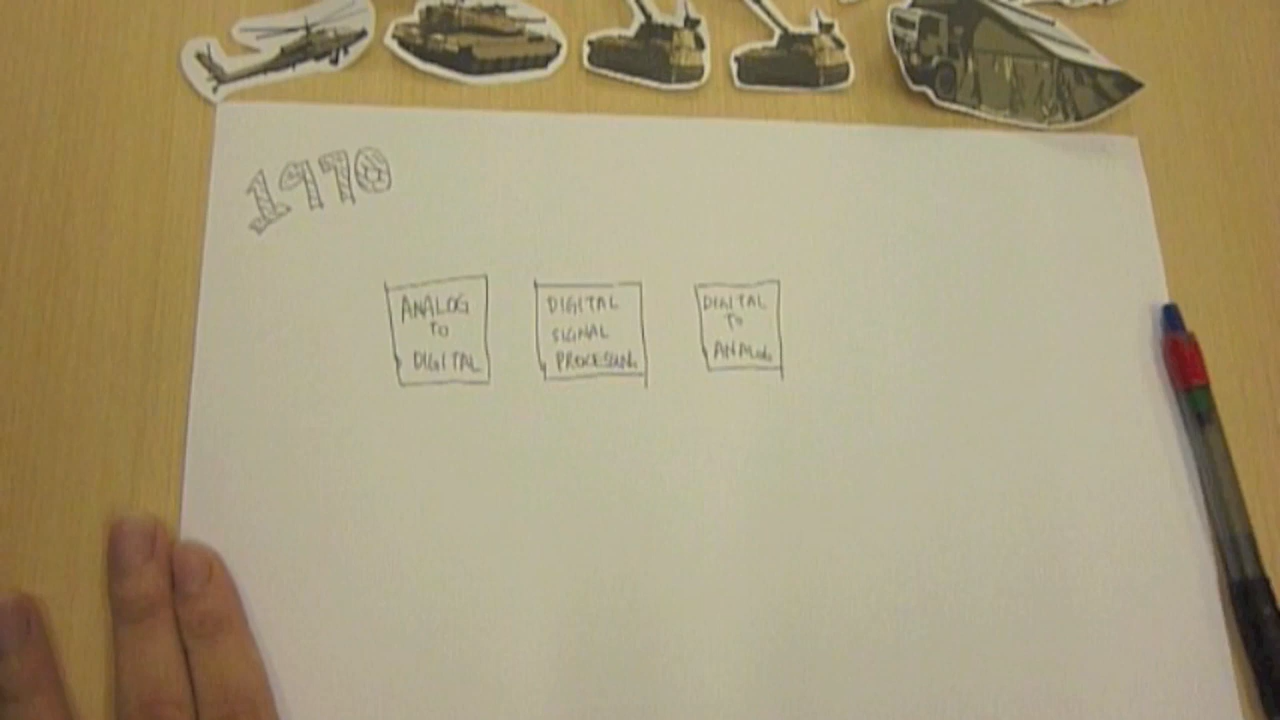 1970
ANALOG
TO
DIGITAL
DIGITAL
SIGNAL
PROCESSING
DIGITAL
TO
ANALOG